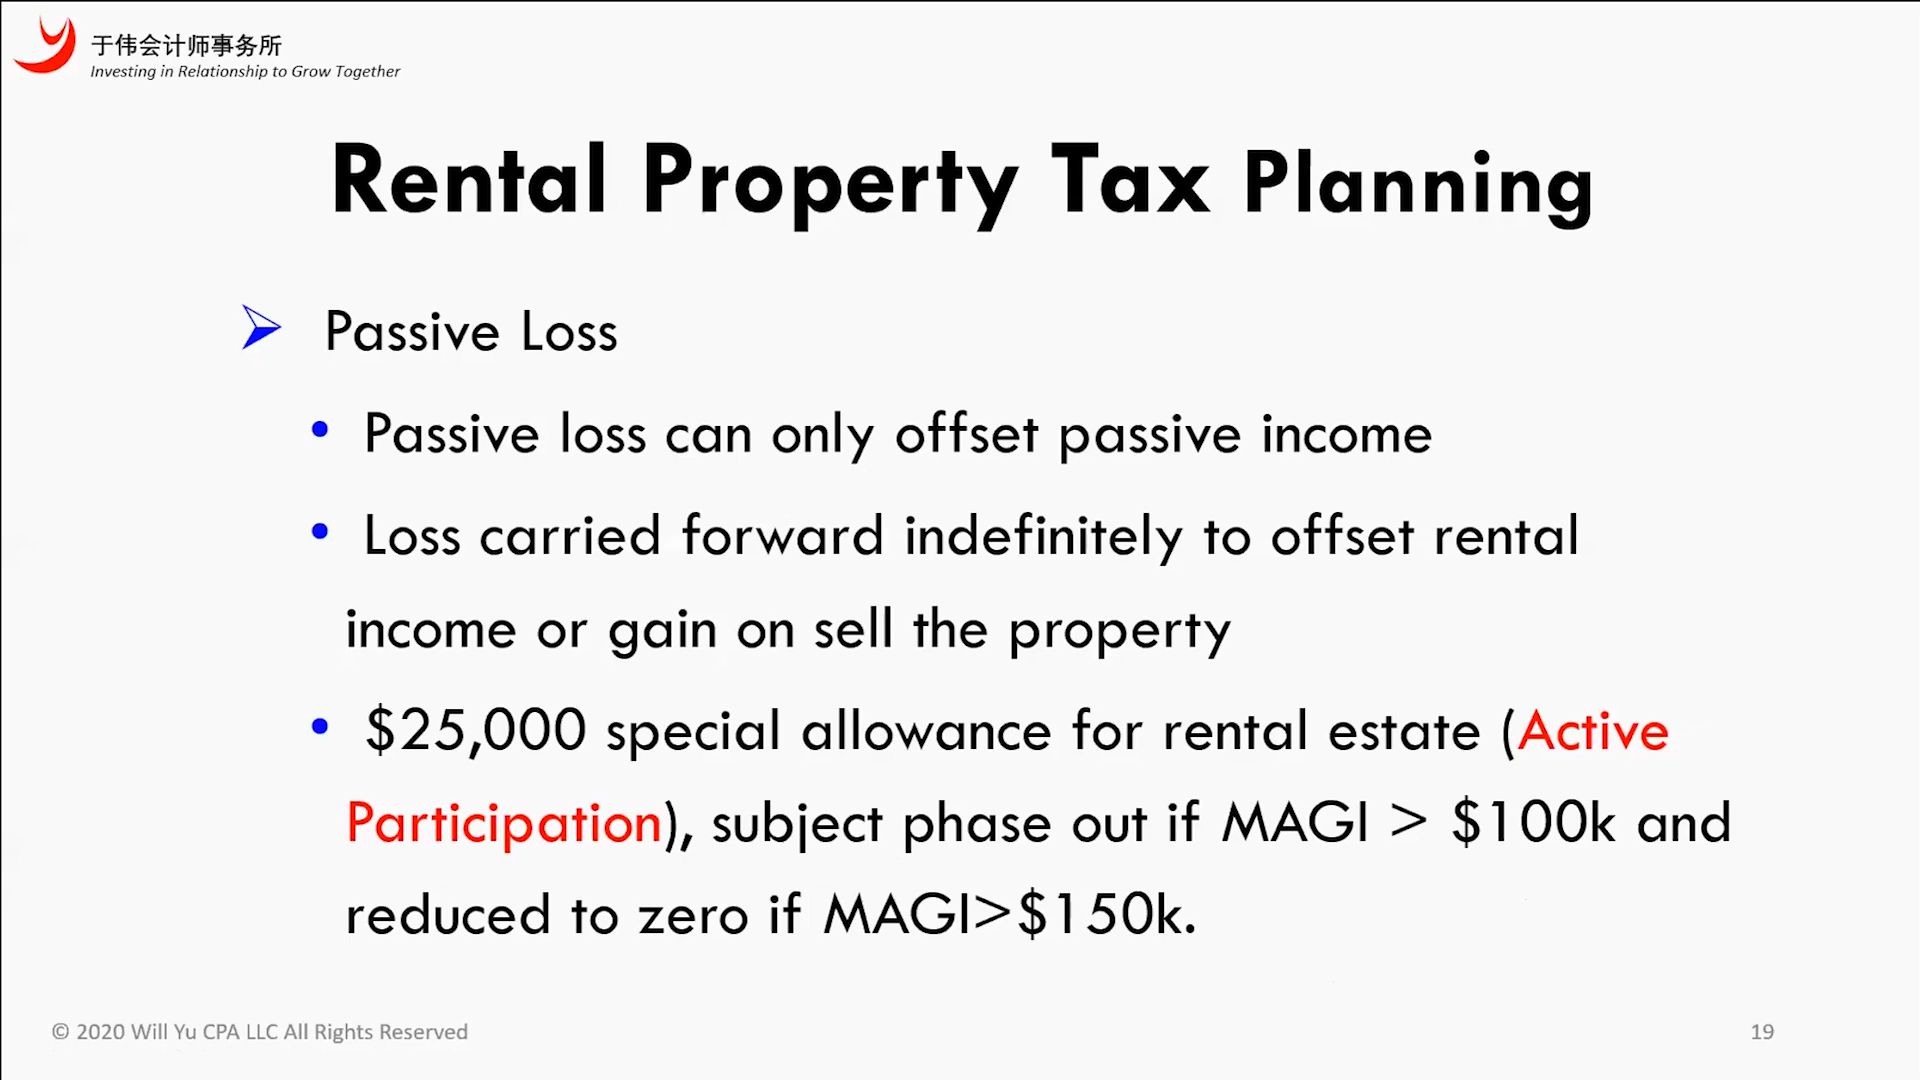 于伟会计师事务所
Investing in Relationship to Grow Together
Rental Property Tax Planning
Passive Loss
• Passive loss can only offset passive income
• Loss carried forward indefinitely to offset rental
income or gain on sell the property
• $25,000 special allowance for rental estate (Active
Participation), subject phase out if MAGI > $100k and
reduced to zero if MAGI>$150k.
© 2020 Will Yu CPA LLC All Rights Reserved
19